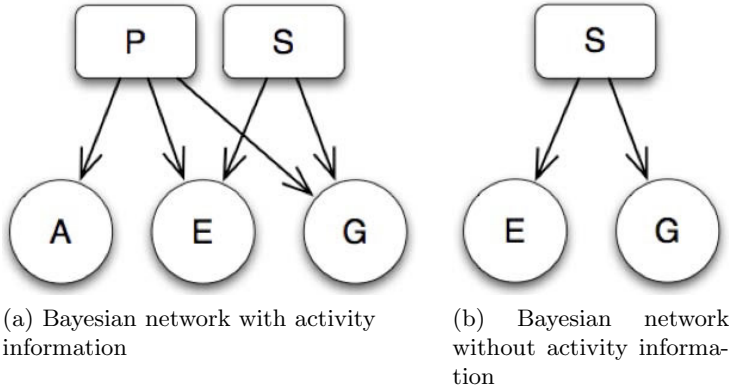 P S
A E G
(a) Bayesian network with activity
information
S
E G
(b) Bayesian network
without activity informa-
tion